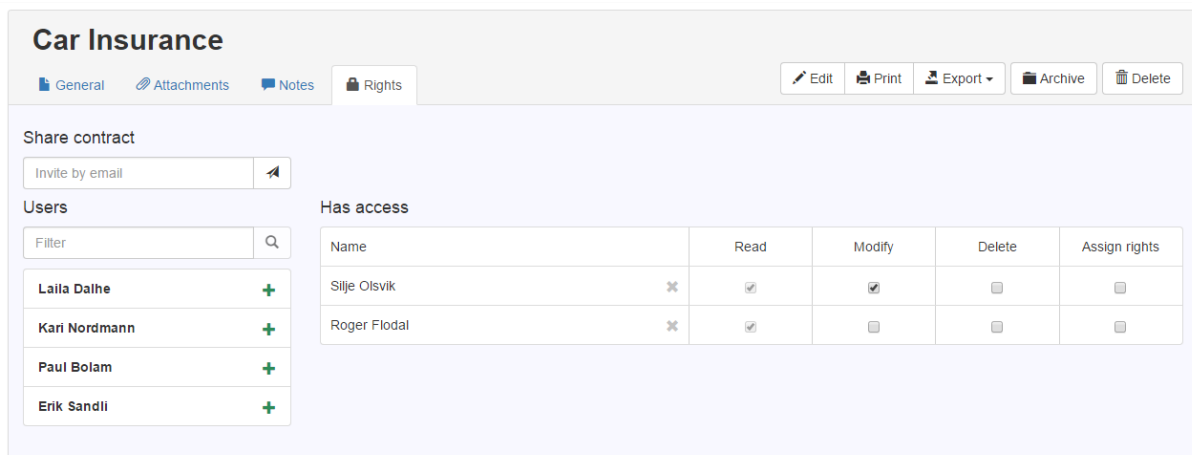 Car Insurance
General Attachments Notes Rights Edit Print Export Archive Delete
Share contract
Invite by email
Users Has access
Filter Name Read Modify Delete Assign rights
Laila Dalhe Silje Olsvik
Kari Nordmann Roger Flodal
Paul Bolam
Erik Sandli